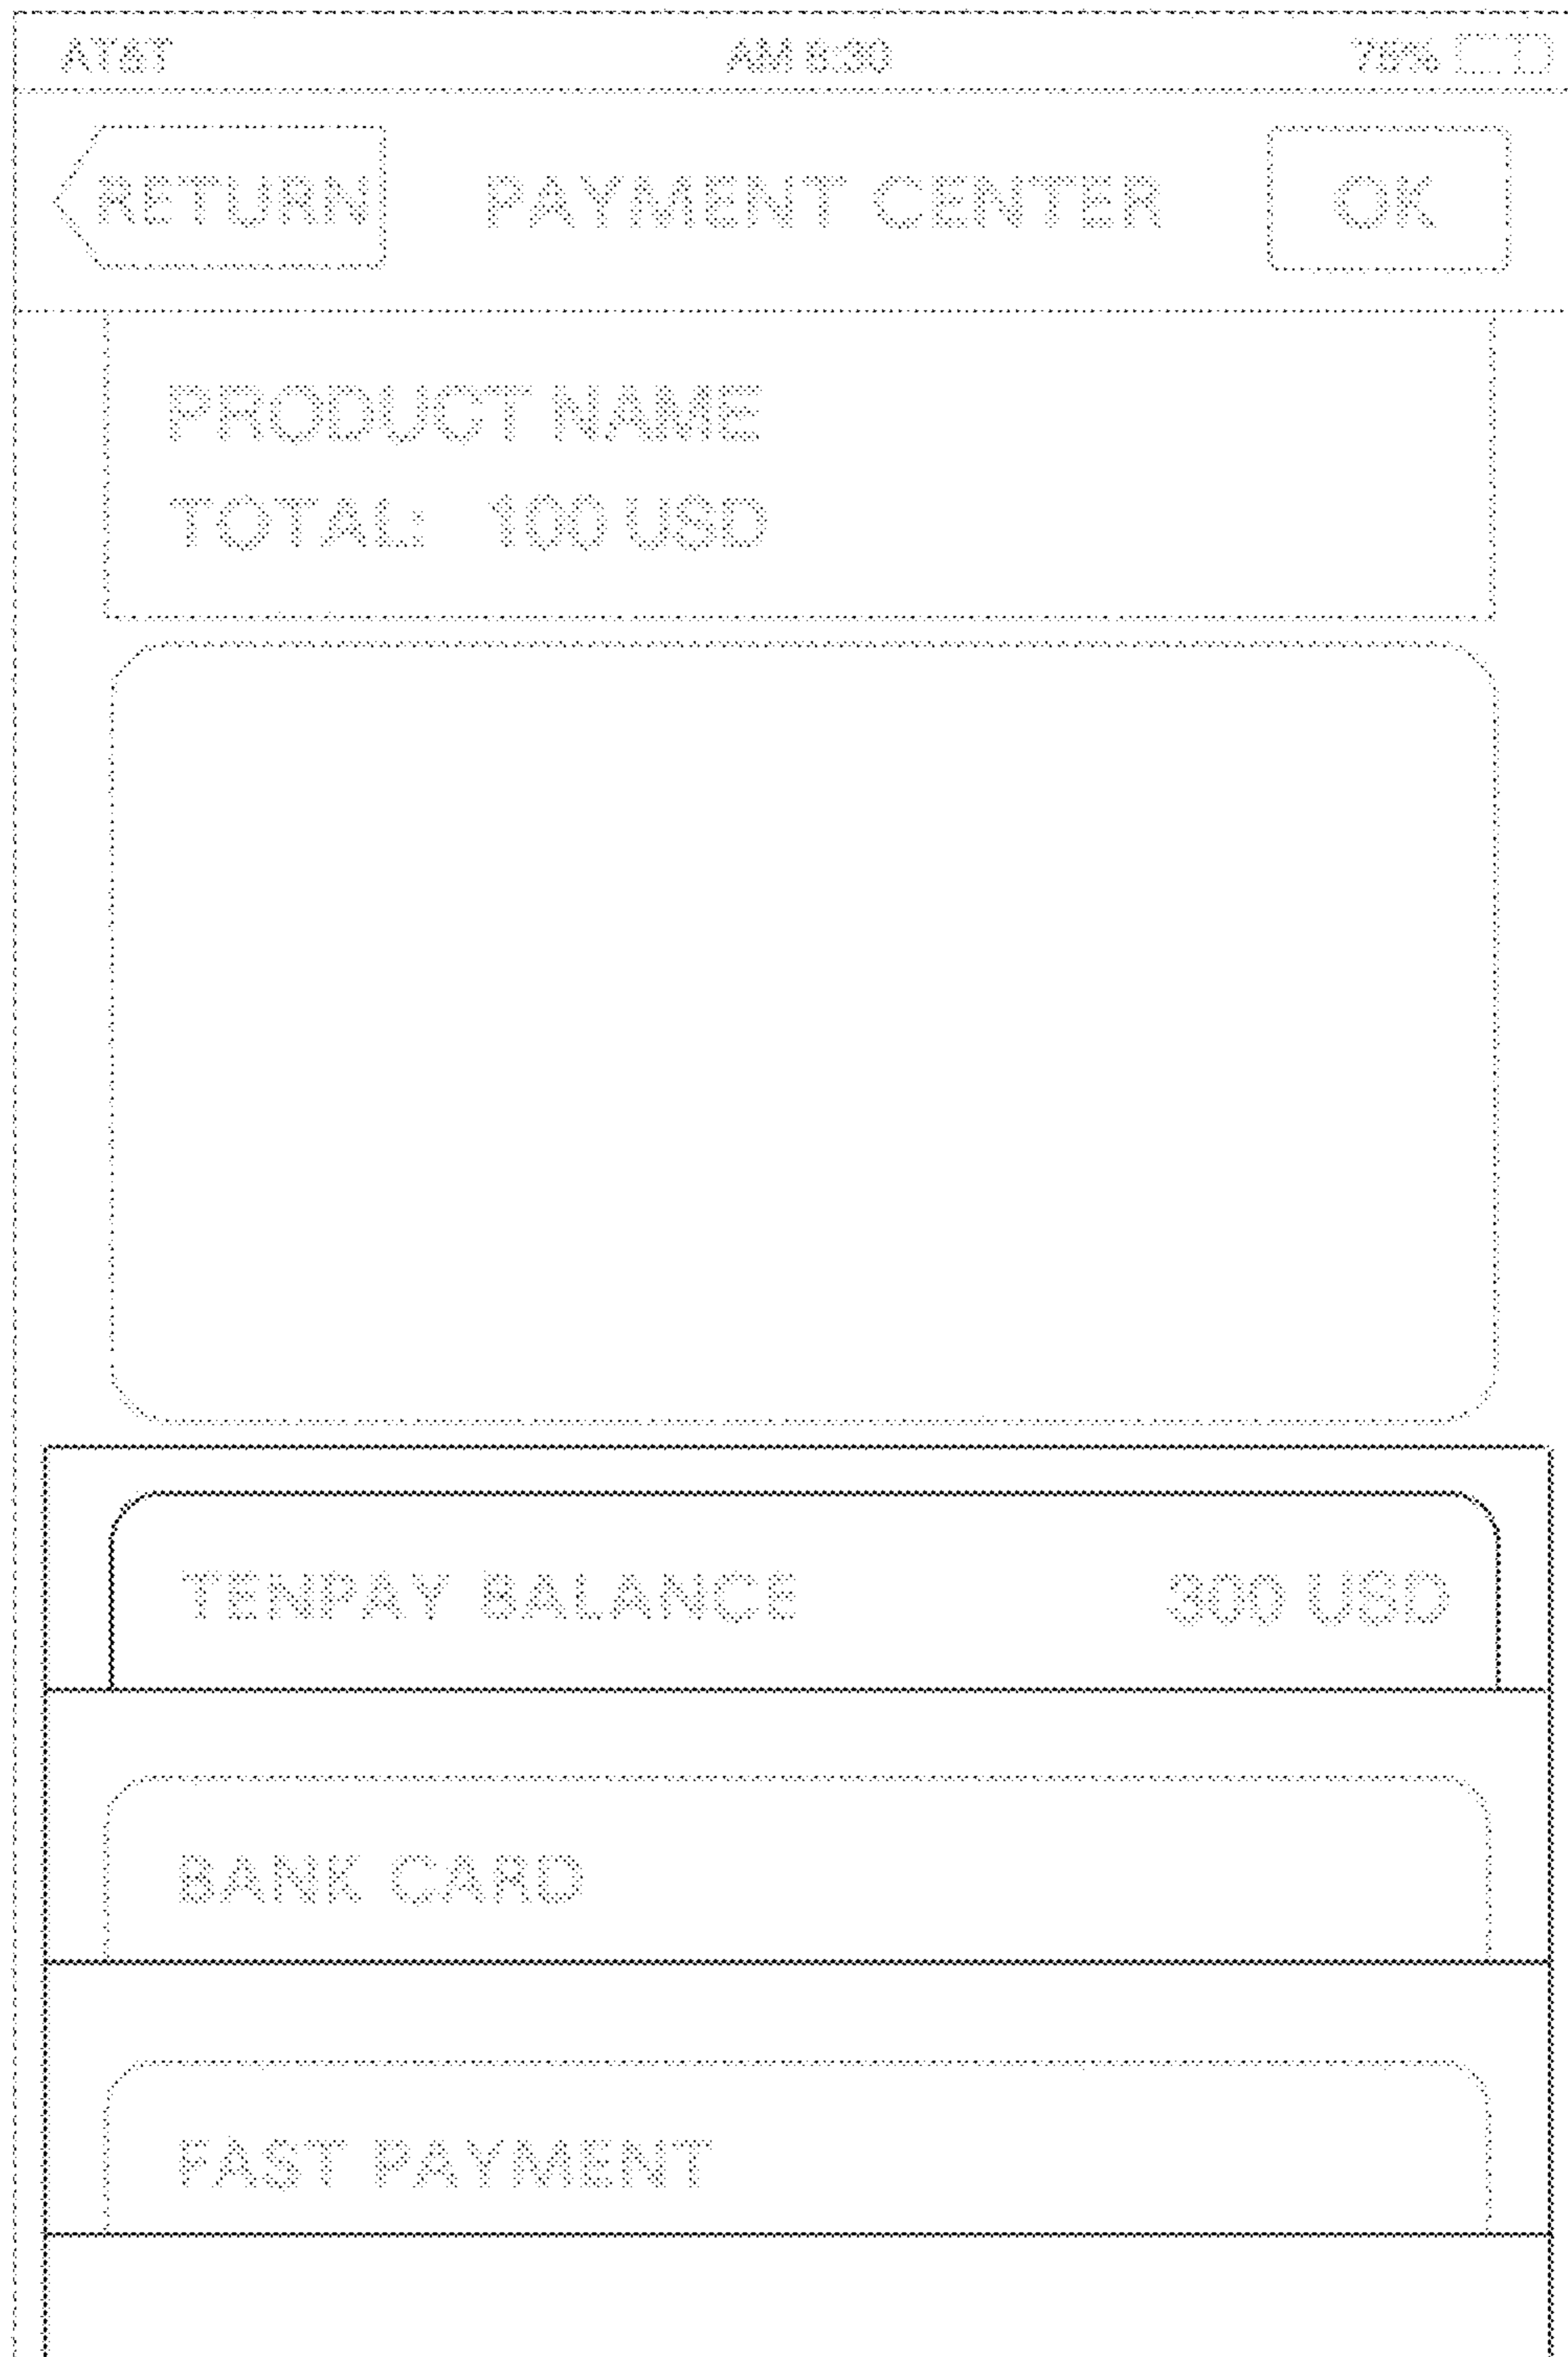 AT&T AM 8:30 78%
RETURN PAYMENT CENTER OK
PRODUCT NAME
TOTAL: 100 USD
TENPAY BALANCE 300 USD
BANK CARD
FAST PAYMENT